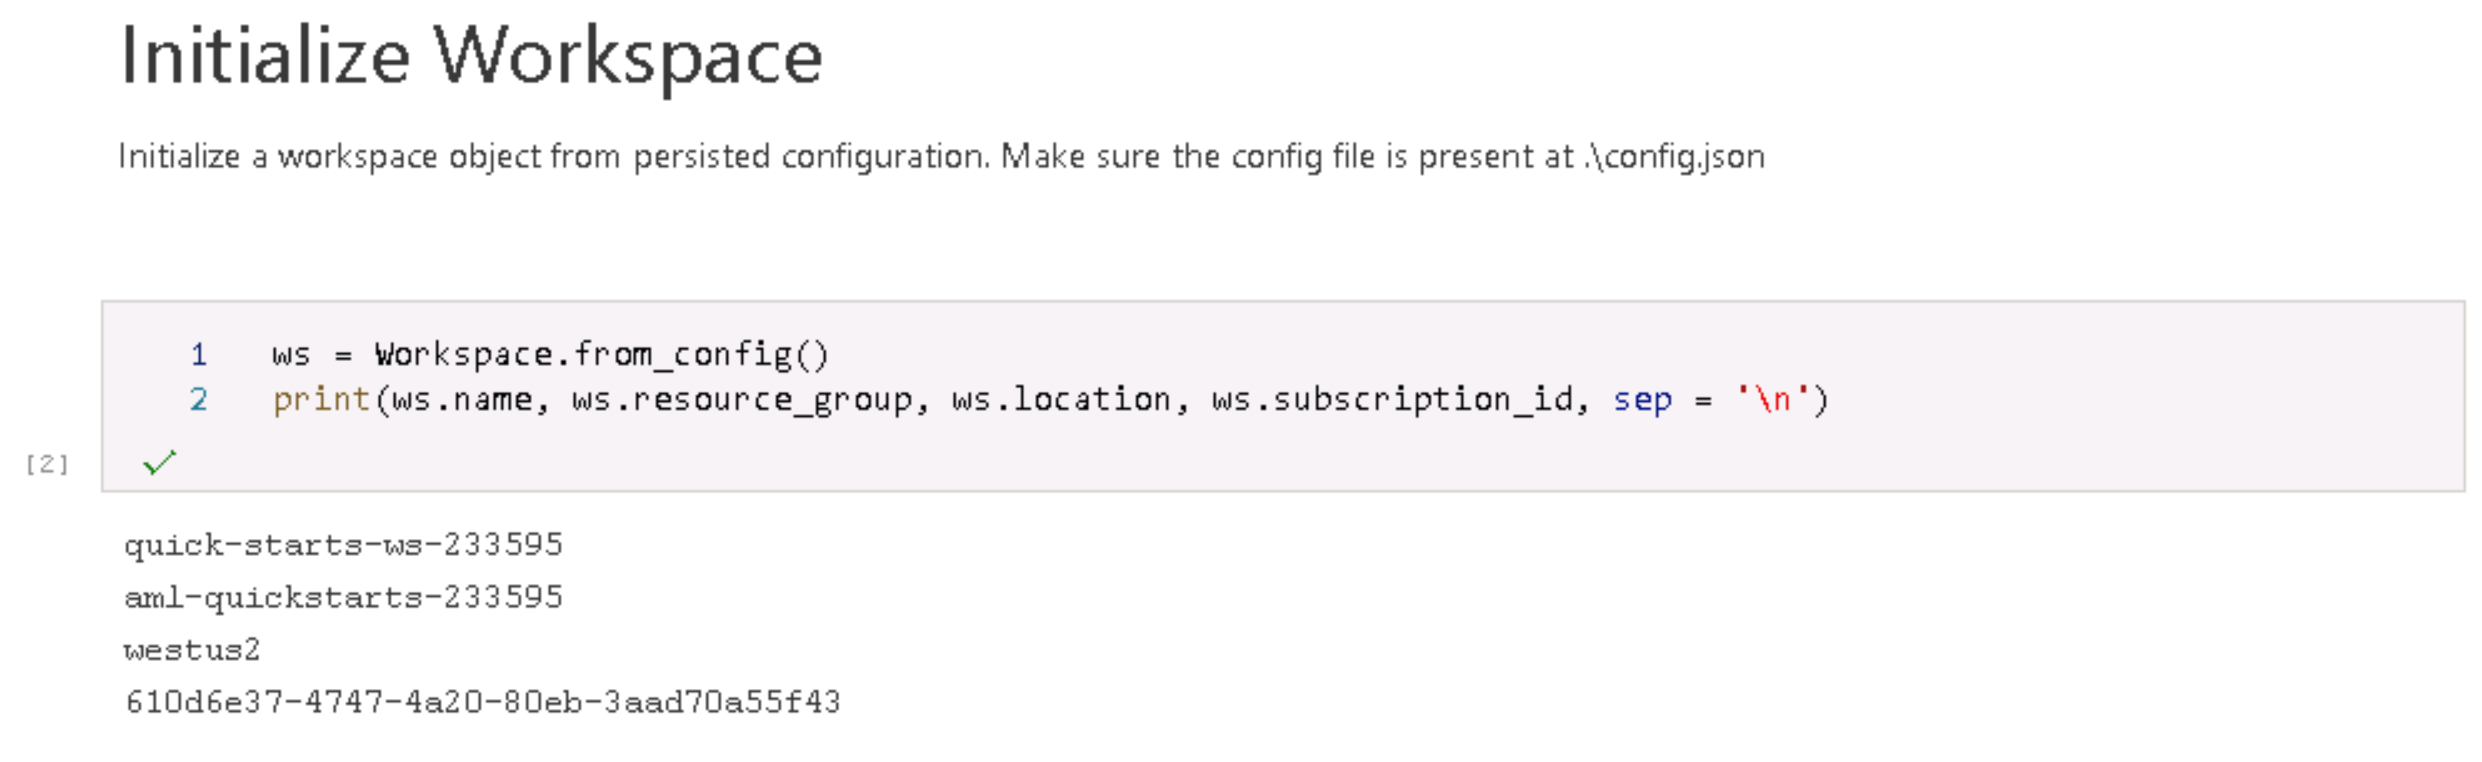 Initialize Workspace
Initialize a workspace object from persisted configuration. Make sure the config file is present at .\config.json
1 ws = Workspace.from_config()
2 print(ws.name, ws.resource_group, ws.location, ws.subscription_id, sep = '\n')
[2]
quick-starts-ws-233595
aml-quickstarts-233595
westus2
610d6e37-4747-4a20-80eb-3aad70a55f43